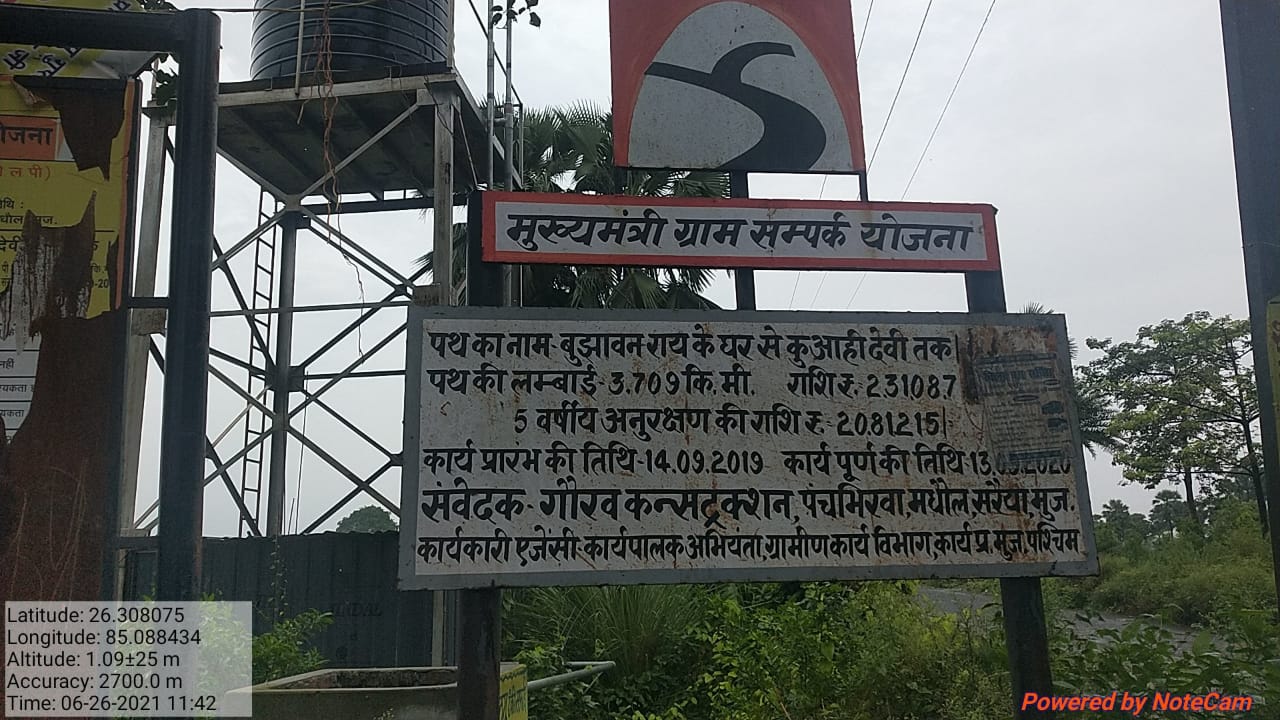 मुख्यमंत्री ग्राम सम्पर्क योजना
पथ का नाम- बुझावन राय के घर से कुआही देवी तक।
पथ की लम्बाई- 3.709 कि. मी. राशि रु. 231087
5 वर्षीय अनुरक्षण की राशि रु. 2081215।
कार्य प्रारंभ की तिथि-14.09.2019 कार्य पूर्ण की तिथि-13.09.2020
संवेदक- गौरव कन्सट्रक्शन, पंचभिरवा, मधौल, सरैया, मुज.
कार्यकारी एजेंसी-कार्यपालक अभियंता, ग्रामीण कार्य विभाग, कार्य प्र. मुज. पश्चिम
Latitude: 26.308075
Longitude: 85.088434
Altitude: 1.09±25 m
Accuracy: 2700.0 m
Time: 06-26-2021 11:42
Powered by NoteCam